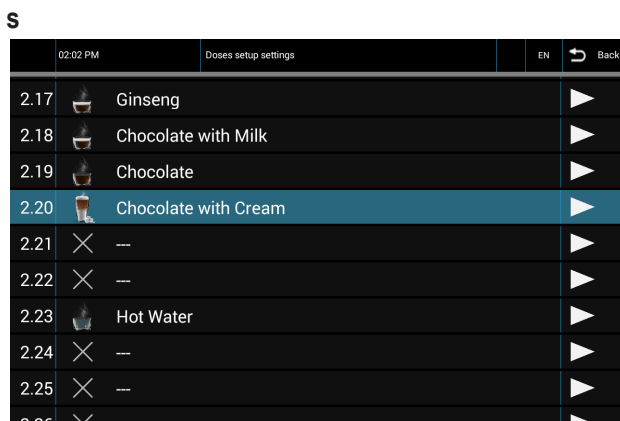 S
02:02 PM Doses setup settings EN Back
2.17 Ginseng
2.18 Chocolate with Milk
2.19 Chocolate
2.20 Chocolate with Cream
2.21 ---
2.22 ---
2.23 Hot Water
2.24 ---
2.25 ---